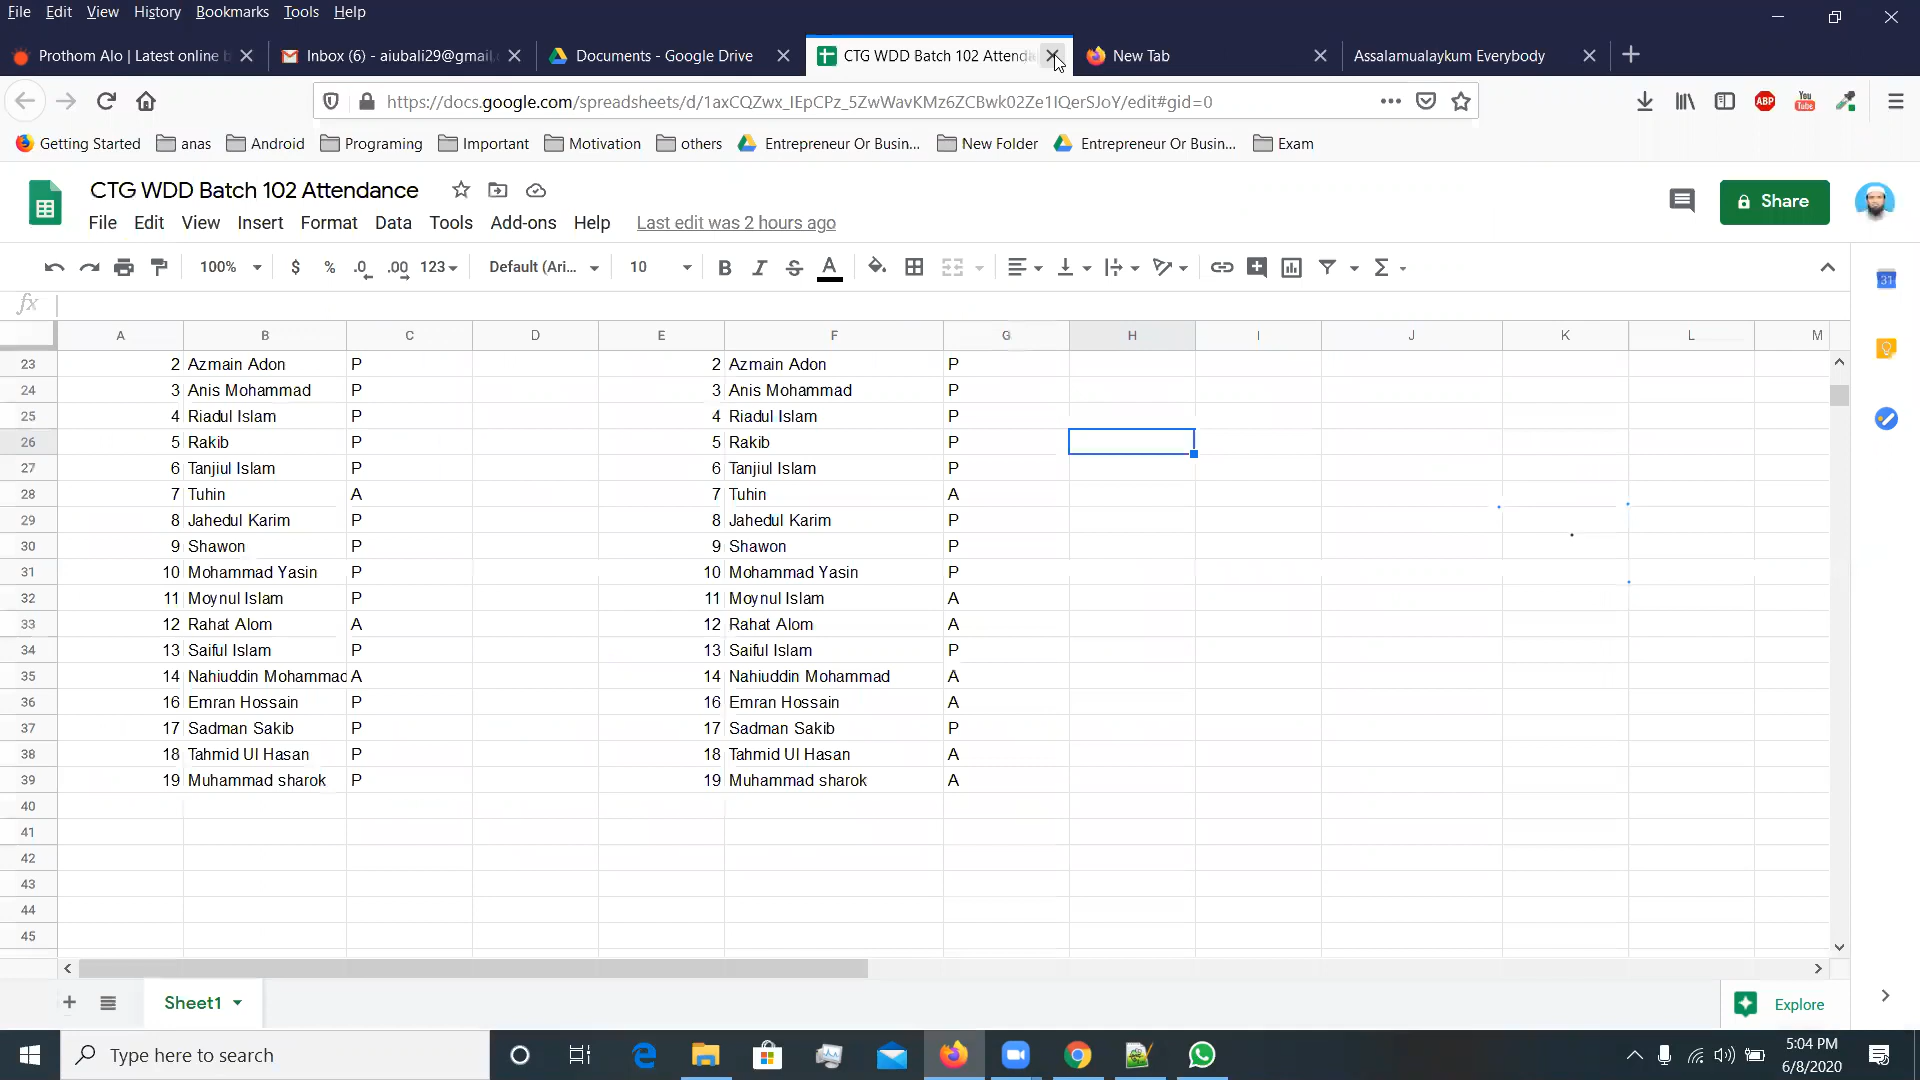 File Edit View History Bookmarks Tools Help
Prothom Alo | Latest online b Inbox (6) - aiubali29@gmail. Documents - Google Drive CTG WDD Batch 102 Attenda New Tab Assalamualaykum Everybody
https://docs.google.com/spreadsheets/d/1axCQZwx_IEpCPz_5ZwWavKMz6ZCBwk02Ze1IQerSJoY/edit#gid=0
Getting Started anas Android Programing Important Motivation others Entrepreneur Or Busin... New Folder Entrepreneur Or Busin... Exam
CTG WDD Batch 102 Attendance
Share
File Edit View Insert Format Data Tools Add-ons Help Last edit was 2 hours ago
100% $ % .0 .00 123 Default (Ari... 10 B I S A
fx
A B C D E F G H I J K L M
23 2 Azmain Adon P 2 Azmain Adon P
24 3 Anis Mohammad P 3 Anis Mohammad P
25 4 Riadul Islam P 4 Riadul Islam P
26 5 Rakib P 5 Rakib P
27 6 Tanjiul Islam P 6 Tanjiul Islam P
28 7 Tuhin A 7 Tuhin A
29 8 Jahedul Karim P 8 Jahedul Karim P
30 9 Shawon P 9 Shawon P
31 10 Mohammad Yasin P 10 Mohammad Yasin P
32 11 Moynul Islam P 11 Moynul Islam A
33 12 Rahat Alom A 12 Rahat Alom A
34 13 Saiful Islam P 13 Saiful Islam P
35 14 Nahiuddin Mohammad A 14 Nahiuddin Mohammad A
36 16 Emran Hossain P 16 Emran Hossain A
37 17 Sadman Sakib P 17 Sadman Sakib P
38 18 Tahmid Ul Hasan P 18 Tahmid Ul Hasan A
39 19 Muhammad sharok P 19 Muhammad sharok A
40
41
42
43
44
45
Sheet1 Explore
Type here to search
5:04 PM
6/8/2020